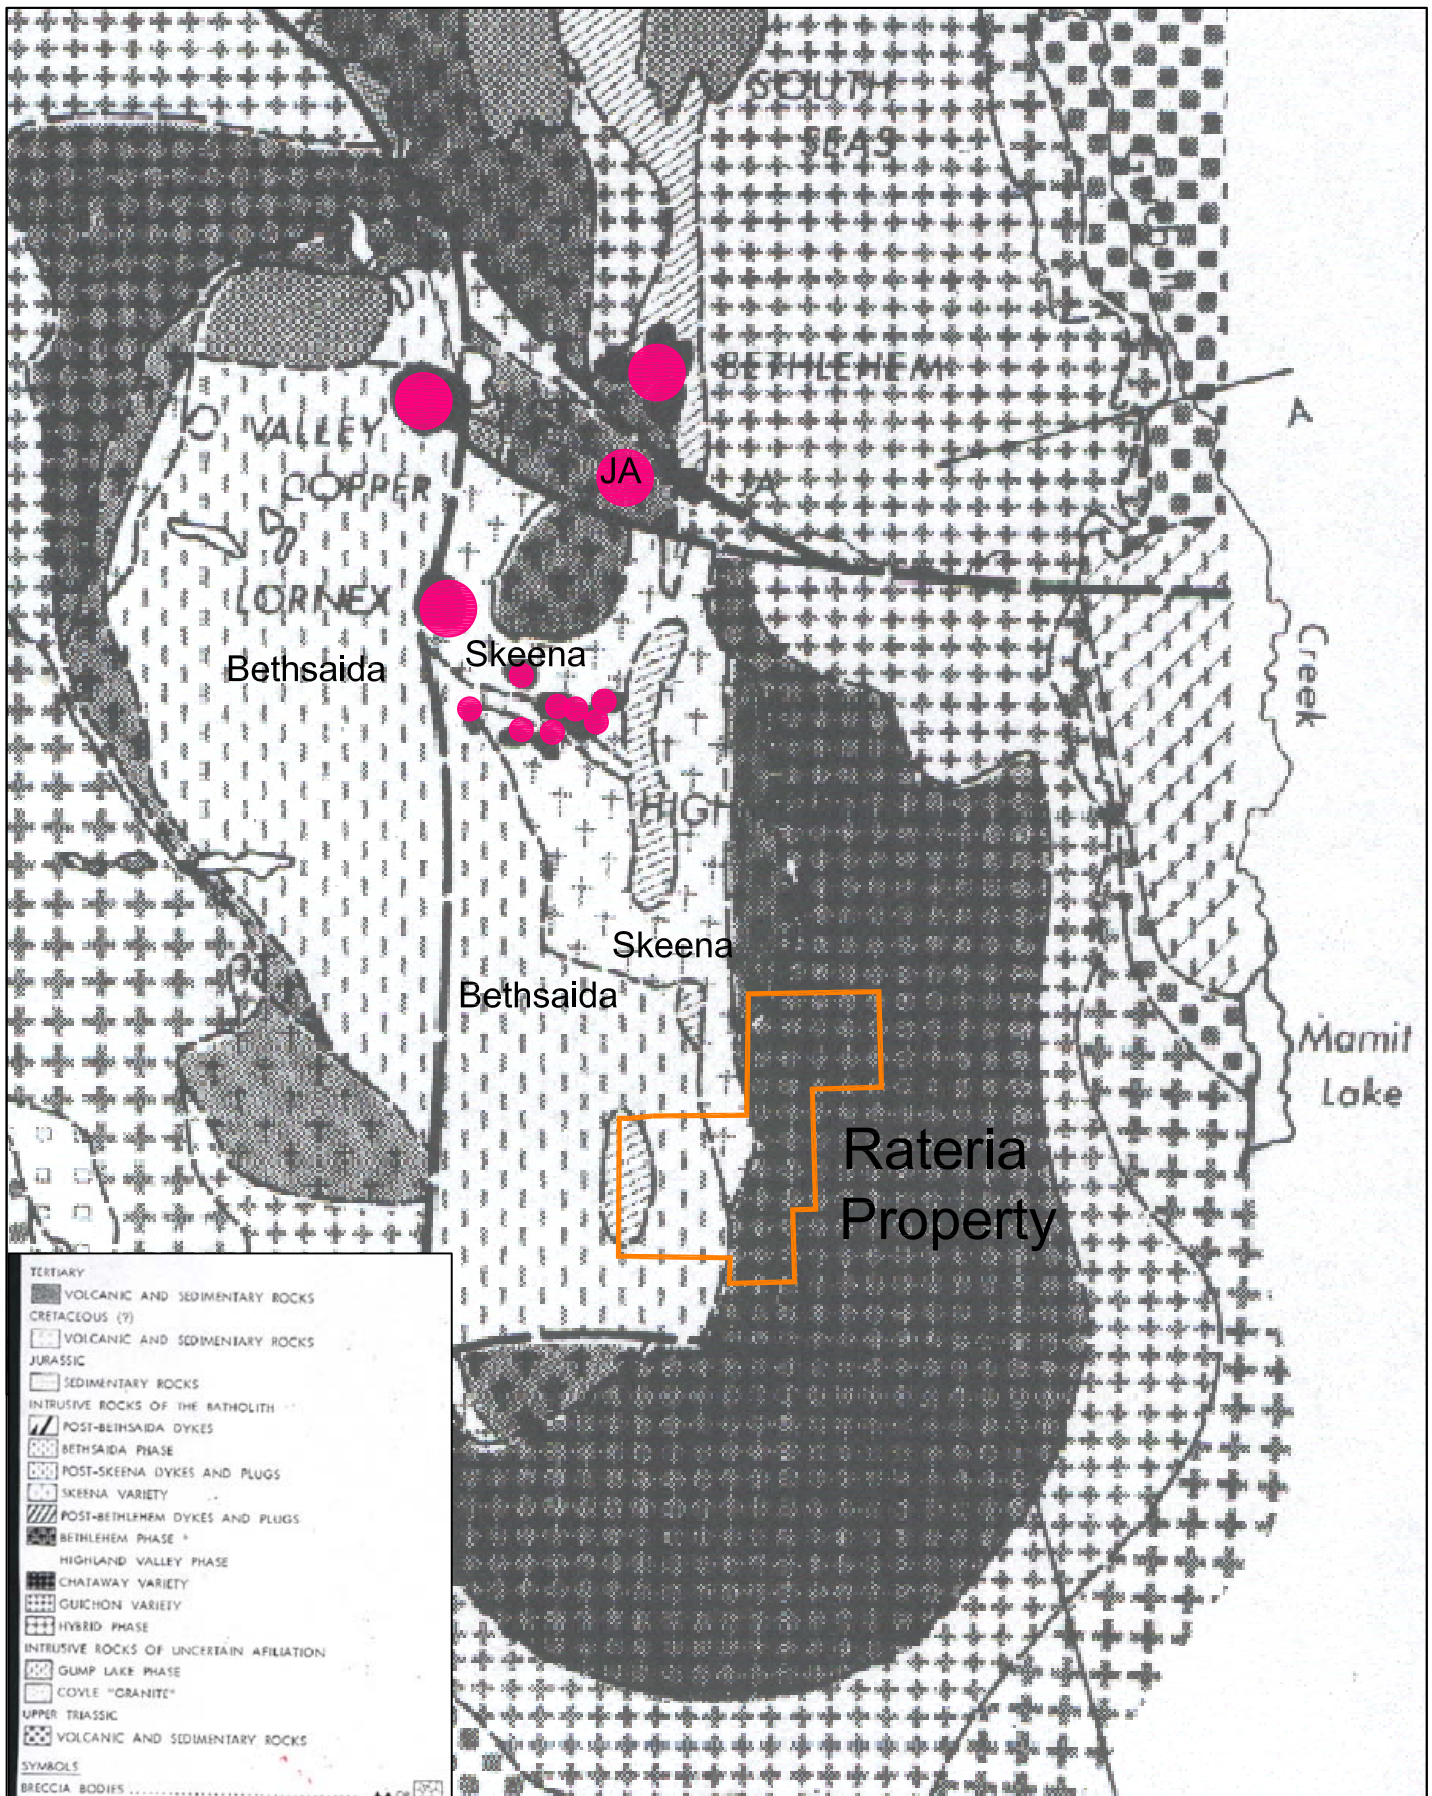 SOUTH
SEAS
BETHLEHEM
A
VALLEY
COPPER
JA
JA
LORNEX
Skeena
Bethsaida
Creek
HIGH
Skeena
Bethsaida
Mamit
Lake
Rateria
Property
TERTIARY
VOLCANIC AND SEDIMENTARY ROCKS
CRETACEOUS (?)
VOLCANIC AND SEDIMENTARY ROCKS
JURASSIC
SEDIMENTARY ROCKS
INTRUSIVE ROCKS OF THE BATHOLITH
POST-BETHSAIDA DYKES
BETHSAIDA PHASE
POST-SKEENA DYKES AND PLUGS
SKEENA VARIETY
POST-BETHLEHEM DYKES AND PLUGS
BETHLEHEM PHASE *
HIGHLAND VALLEY PHASE
CHATAWAY VARIETY
GUICHON VARIETY
HYBRID PHASE
INTRUSIVE ROCKS OF UNCERTAIN AFILIATION
GUMP LAKE PHASE
COYLE "GRANITE"
UPPER TRIASSIC
VOLCANIC AND SEDIMENTARY ROCKS
SYMBOLS
BRECCIA BODIES ........................ OR